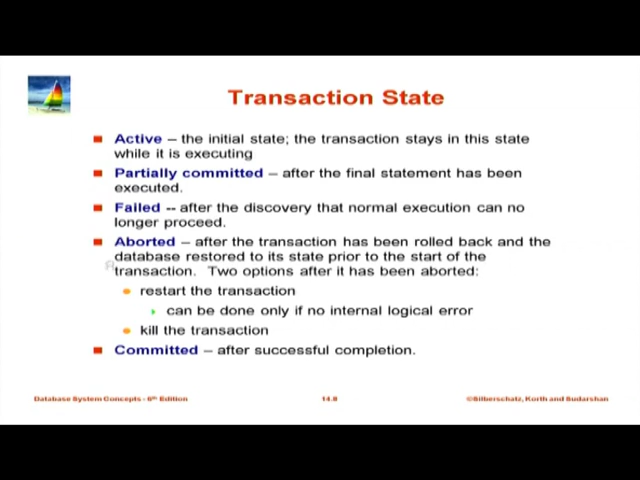 Transaction State
Active – the initial state; the transaction stays in this state
while it is executing
Partially committed – after the final statement has been
executed.
Failed -- after the discovery that normal execution can no
longer proceed.
Aborted – after the transaction has been rolled back and the
database restored to its state prior to the start of the
transaction. Two options after it has been aborted:
restart the transaction
can be done only if no internal logical error
kill the transaction
Committed – after successful completion.
Database System Concepts - 6th Edition
14.8
©Silberschatz, Korth and Sudarshan